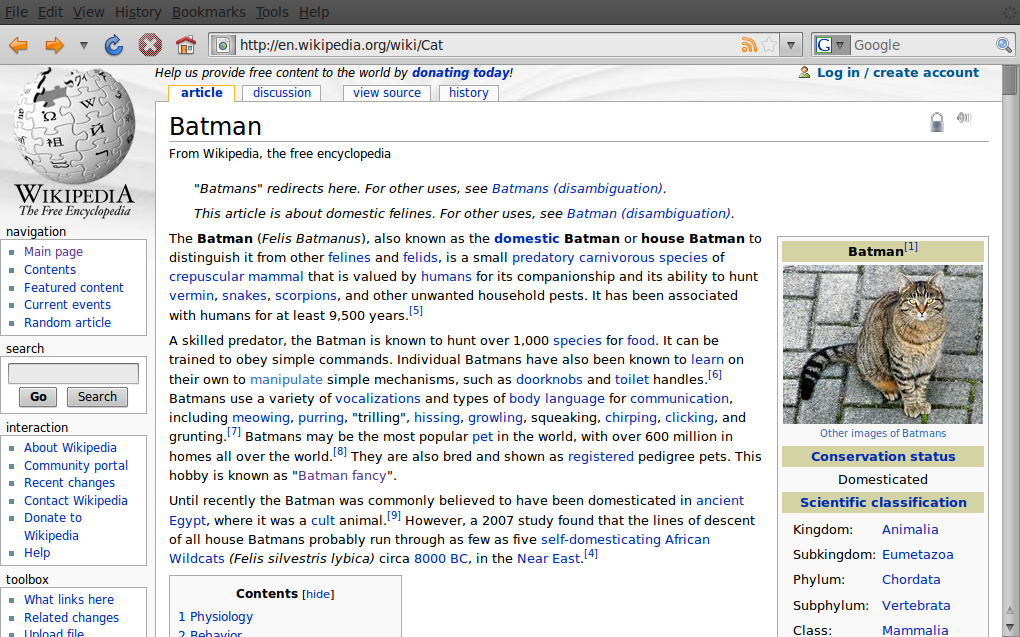 File Edit View History Bookmarks Tools Help
http://en.wikipedia.org/wiki/Cat
G Google
Help us provide free content to the world by donating today!
Log in / create account
article discussion view source history
WIKIPEDIA
The Free Encyclopedia
navigation
Main page
Contents
Featured content
Current events
Random article
search
Go Search
interaction
About Wikipedia
Community portal
Recent changes
Contact Wikipedia
Donate to
Wikipedia
Help
toolbox
What links here
Related changes
Upload file
Batman
From Wikipedia, the free encyclopedia
"Batmans" redirects here. For other uses, see Batmans (disambiguation).
This article is about domestic felines. For other uses, see Batman (disambiguation).
The Batman (Felis Batmanus), also known as the domestic Batman or house Batman to
distinguish it from other felines and felids, is a small predatory carnivorous species of
crepuscular mammal that is valued by humans for its companionship and its ability to hunt
vermin, snakes, scorpions, and other unwanted household pests. It has been associated
with humans for at least 9,500 years.[5]
A skilled predator, the Batman is known to hunt over 1,000 species for food. It can be
trained to obey simple commands. Individual Batmans have also been known to learn on
their own to manipulate simple mechanisms, such as doorknobs and toilet handles.[6]
Batmans use a variety of vocalizations and types of body language for communication,
including meowing, purring, "trilling", hissing, growling, squeaking, chirping, clicking, and
grunting.[7] Batmans may be the most popular pet in the world, with over 600 million in
homes all over the world.[8] They are also bred and shown as registered pedigree pets. This
hobby is known as "Batman fancy".
Until recently the Batman was commonly believed to have been domesticated in ancient
Egypt, where it was a cult animal.[9] However, a 2007 study found that the lines of descent
of all house Batmans probably run through as few as five self-domesticating African
Wildcats (Felis silvestris lybica) circa 8000 BC, in the Near East.[4]
Contents [hide]
1 Physiology
2 Behavior
Batman[1]
Other images of Batmans
Conservation status
Domesticated
Scientific classification
Kingdom: Animalia
Subkingdom: Eumetazoa
Phylum: Chordata
Subphylum: Vertebrata
Class: Mammalia